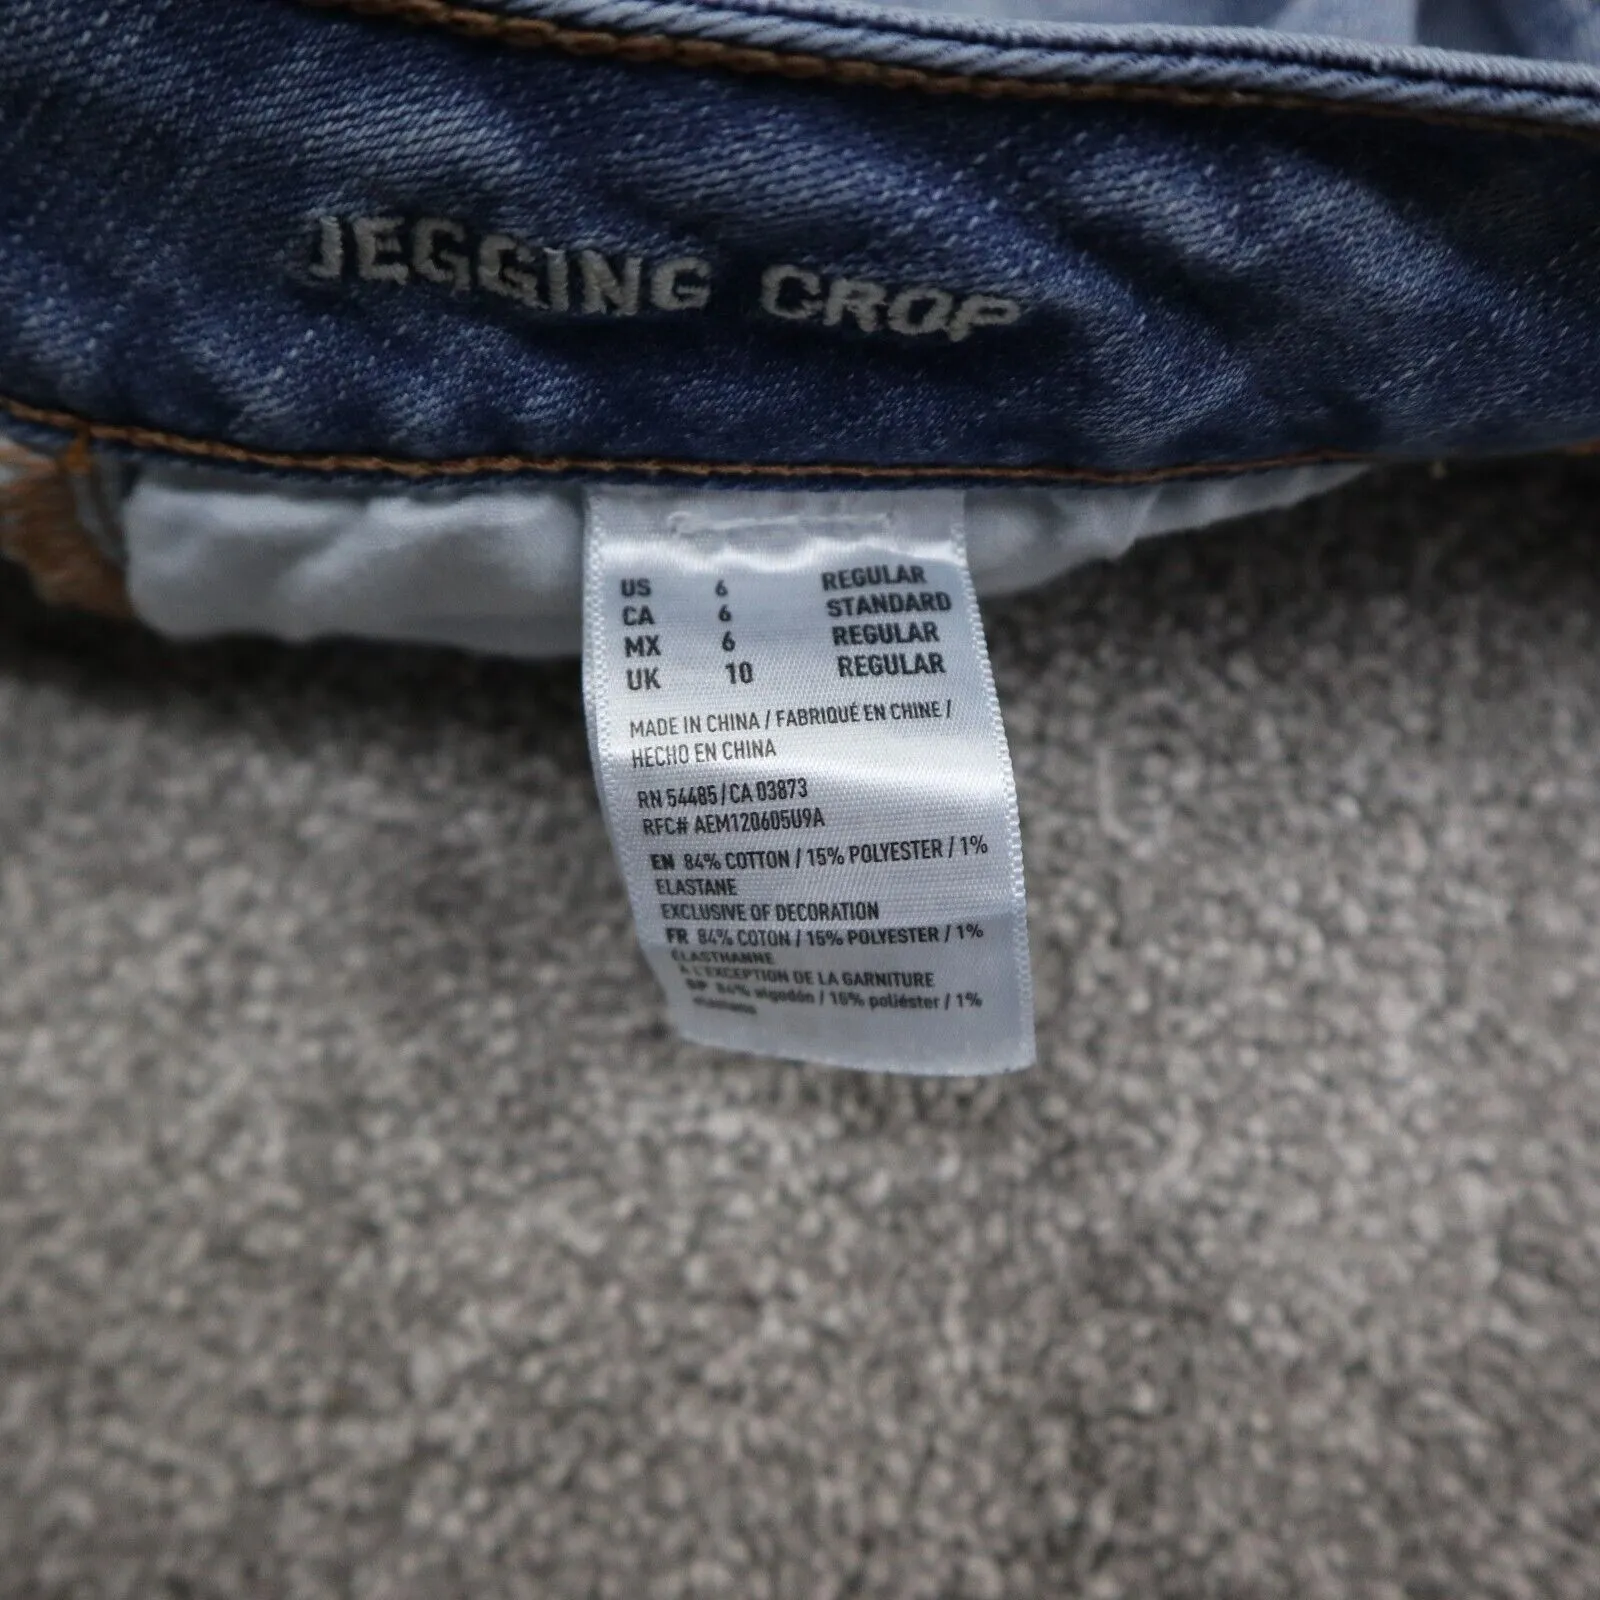 JEGGING CROP
US 6 REGULAR
CA 6 STANDARD
MX 6 REGULAR
UK 10 REGULAR
MADE IN CHINA / FABRIQUÉ EN CHINE /
HECHO EN CHINA
RN 54485/CA 03873
RFC# AEM120605U9A
EN 84% COTTON / 15% POLYESTER / 1%
ELASTANE
EXCLUSIVE OF DECORATION
FR 84% COTON / 15% POLYESTER / 1%
ÉLASTHANNE
À L'EXCEPTION DE LA GARNITURE
SP 84% algodón / 15% poliéster / 1%